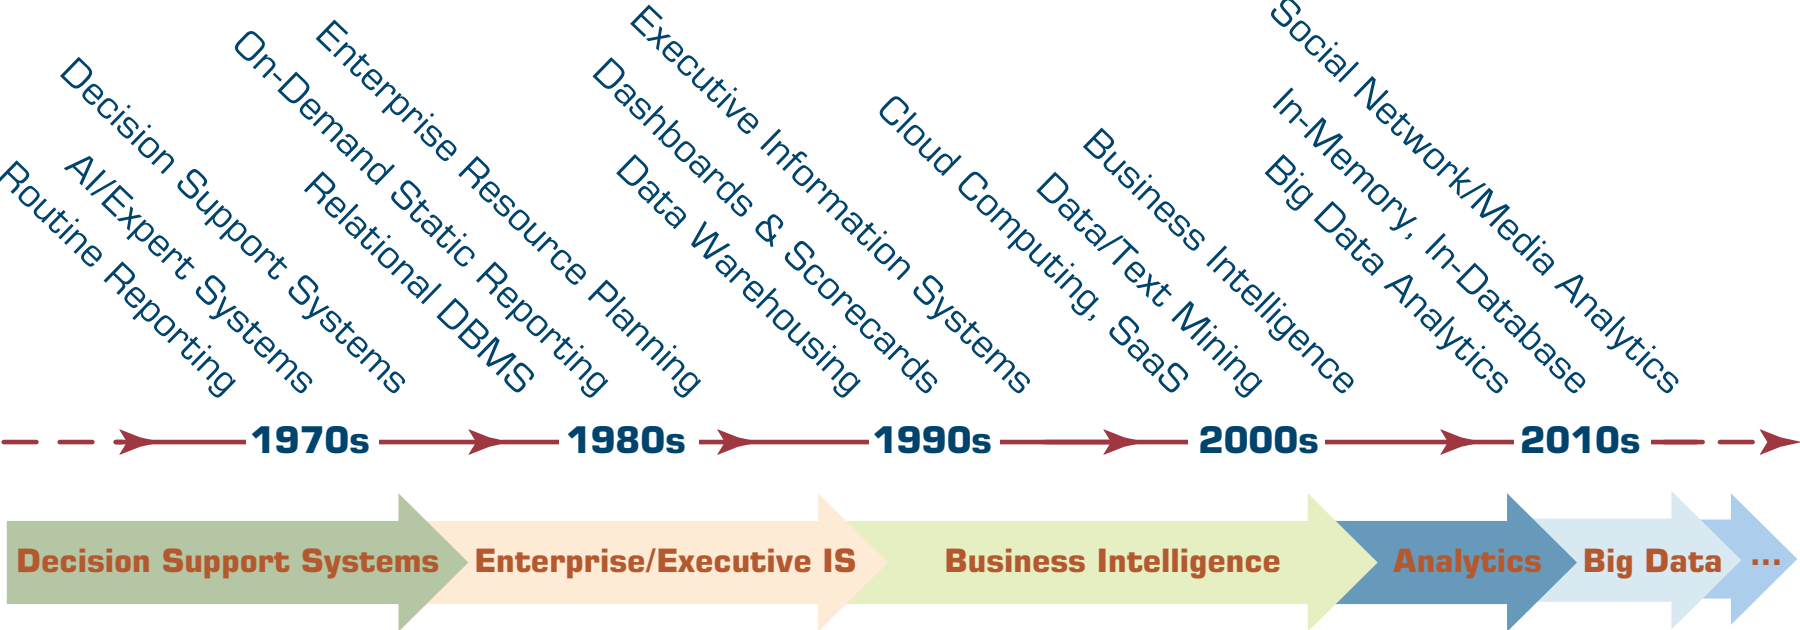 Routine Reporting
AI/Expert Systems
Decision Support Systems
Relational DBMS
On-Demand Static Reporting
Enterprise Resource Planning
Data Warehousing
Dashboards & Scorecards
Executive Information Systems
Cloud Computing, SaaS
Data/Text Mining
Business Intelligence
Big Data Analytics
In-Memory, In-Database
Social Network/Media Analytics
1970s
1980s
1990s
2000s
2010s
Decision Support Systems
Enterprise/Executive IS
Business Intelligence
Analytics
Big Data
...